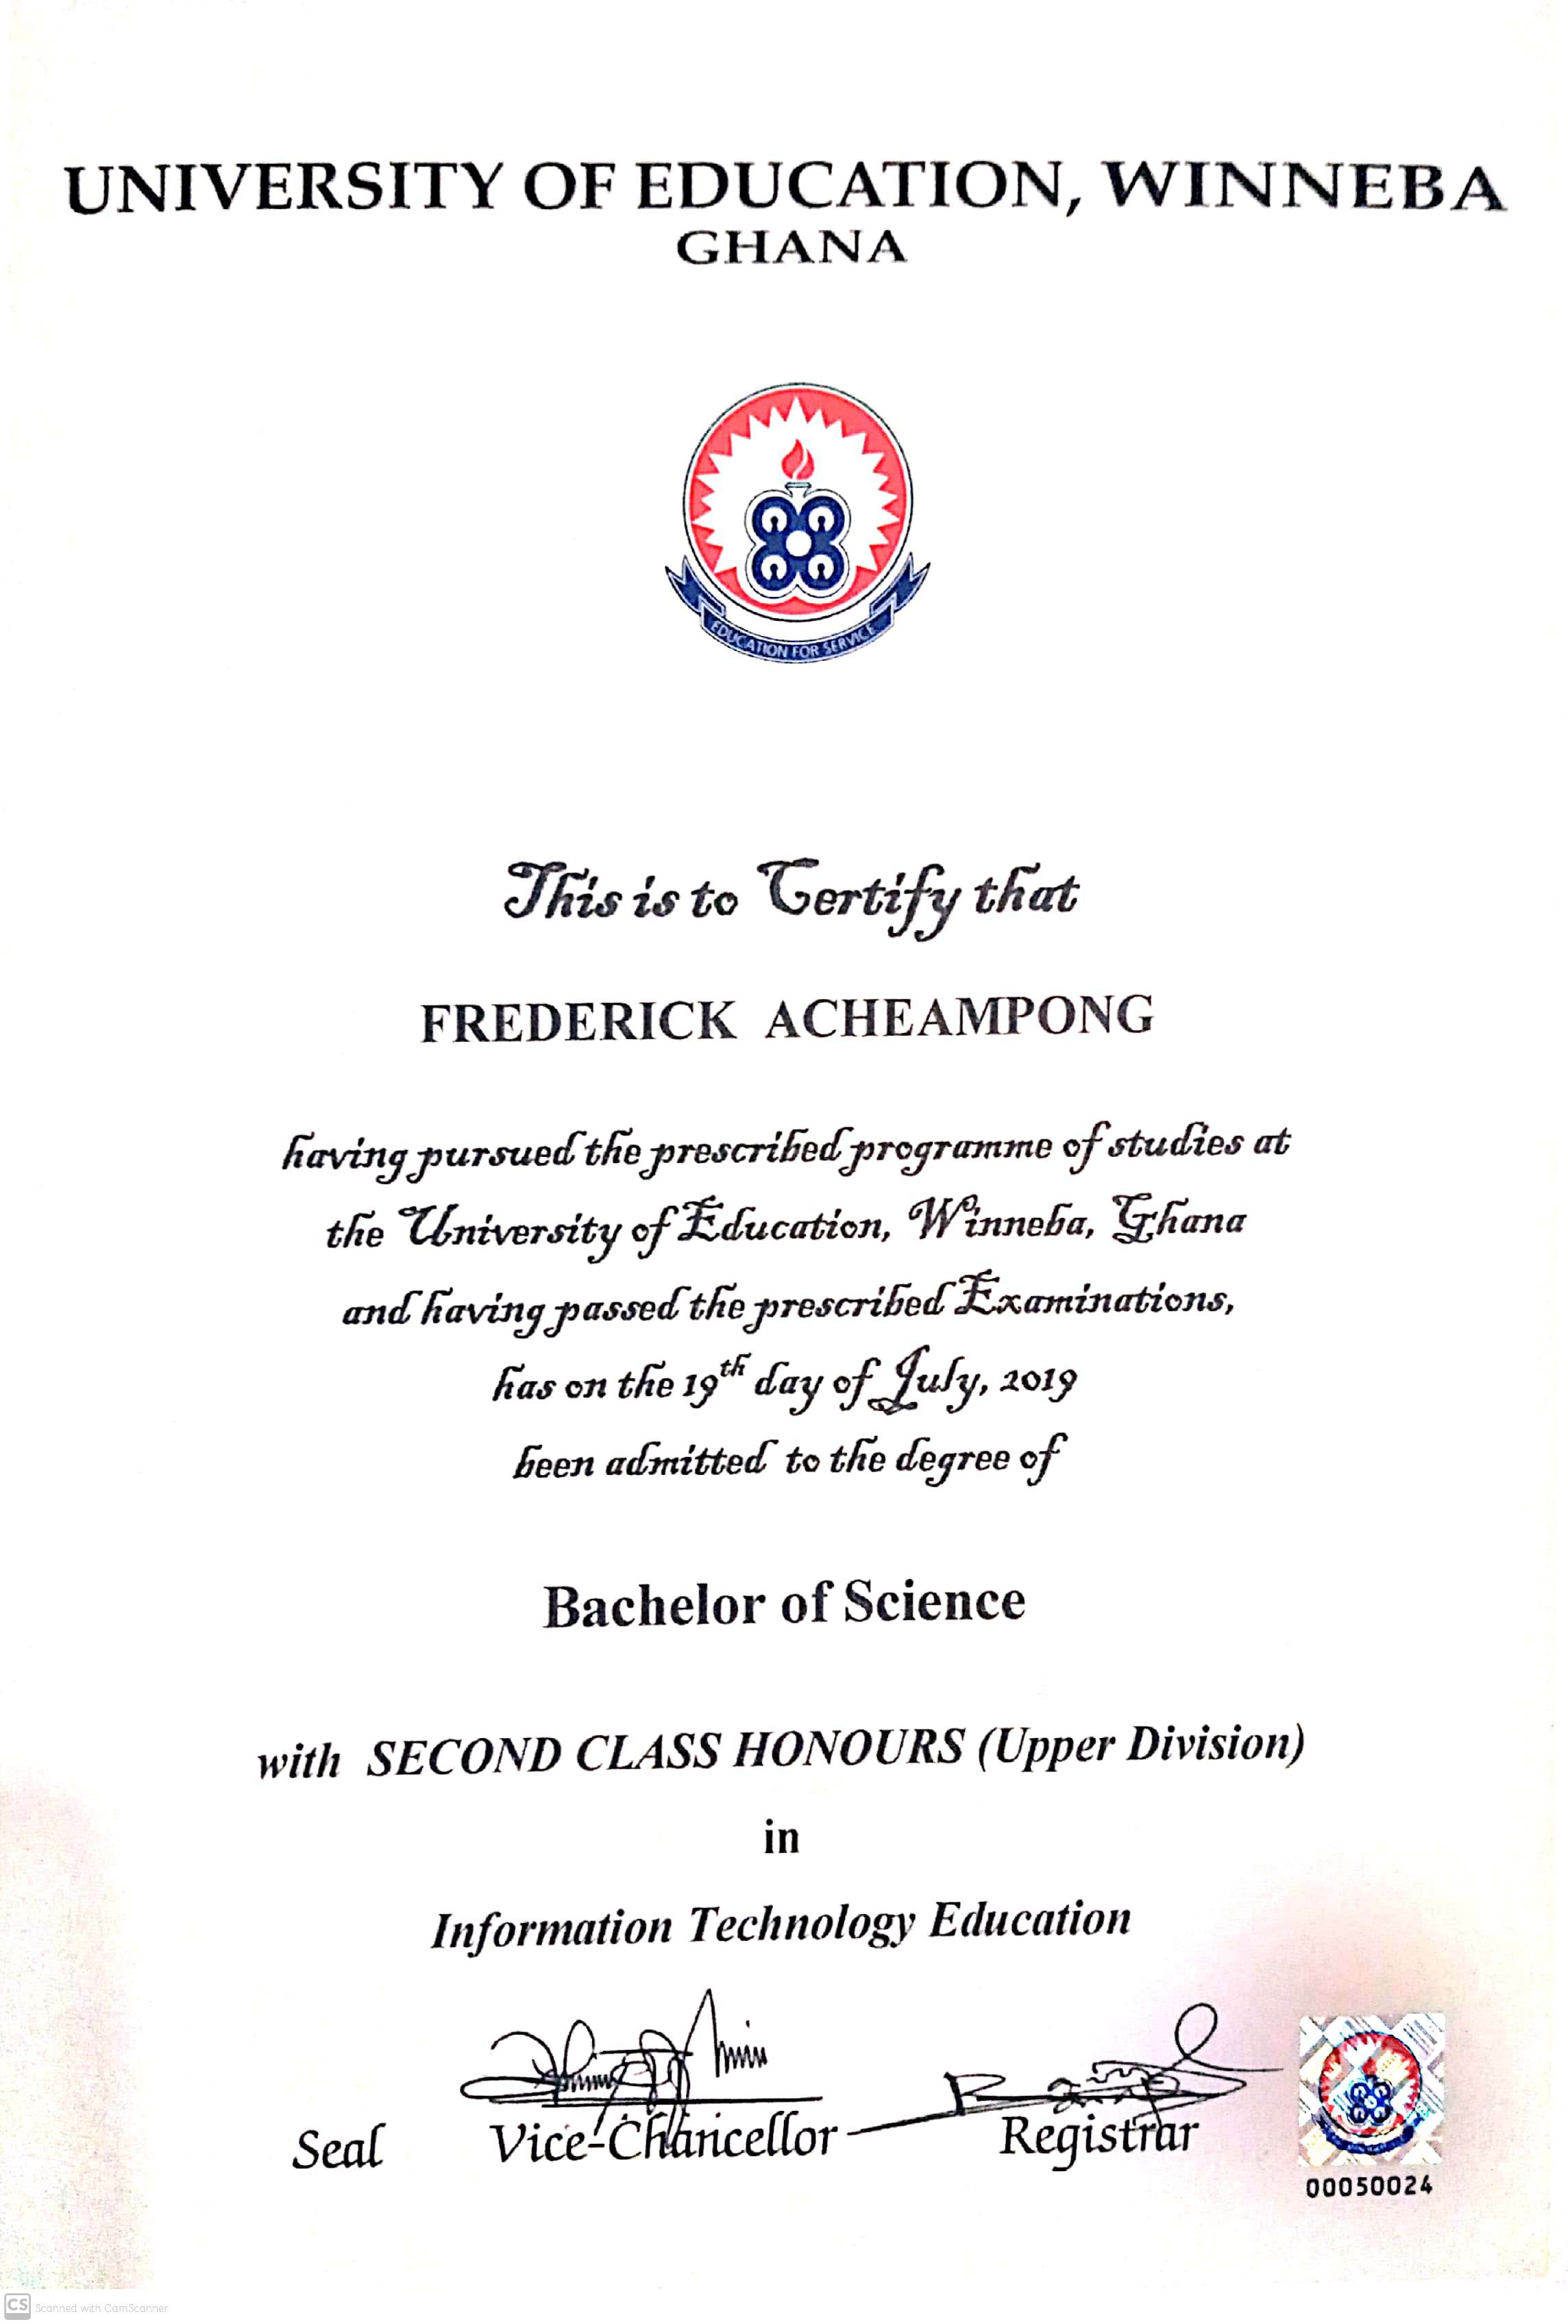 UNIVERSITY OF EDUCATION, WINNEBA
GHANA
EDUCATION FOR SERVICE
This is to Certify that
FREDERICK ACHEAMPONG
having pursued the prescribed programme of studies at
the University of Education, Winneba, Ghana
and having passed the prescribed Examinations,
has on the 19th day of July, 2019
been admitted to the degree of
Bachelor of Science
with SECOND CLASS HONOURS (Upper Division)
in
Information Technology Education
Seal Vice-Chancellor Registrar
00050024
CS Scanned with CamScanner